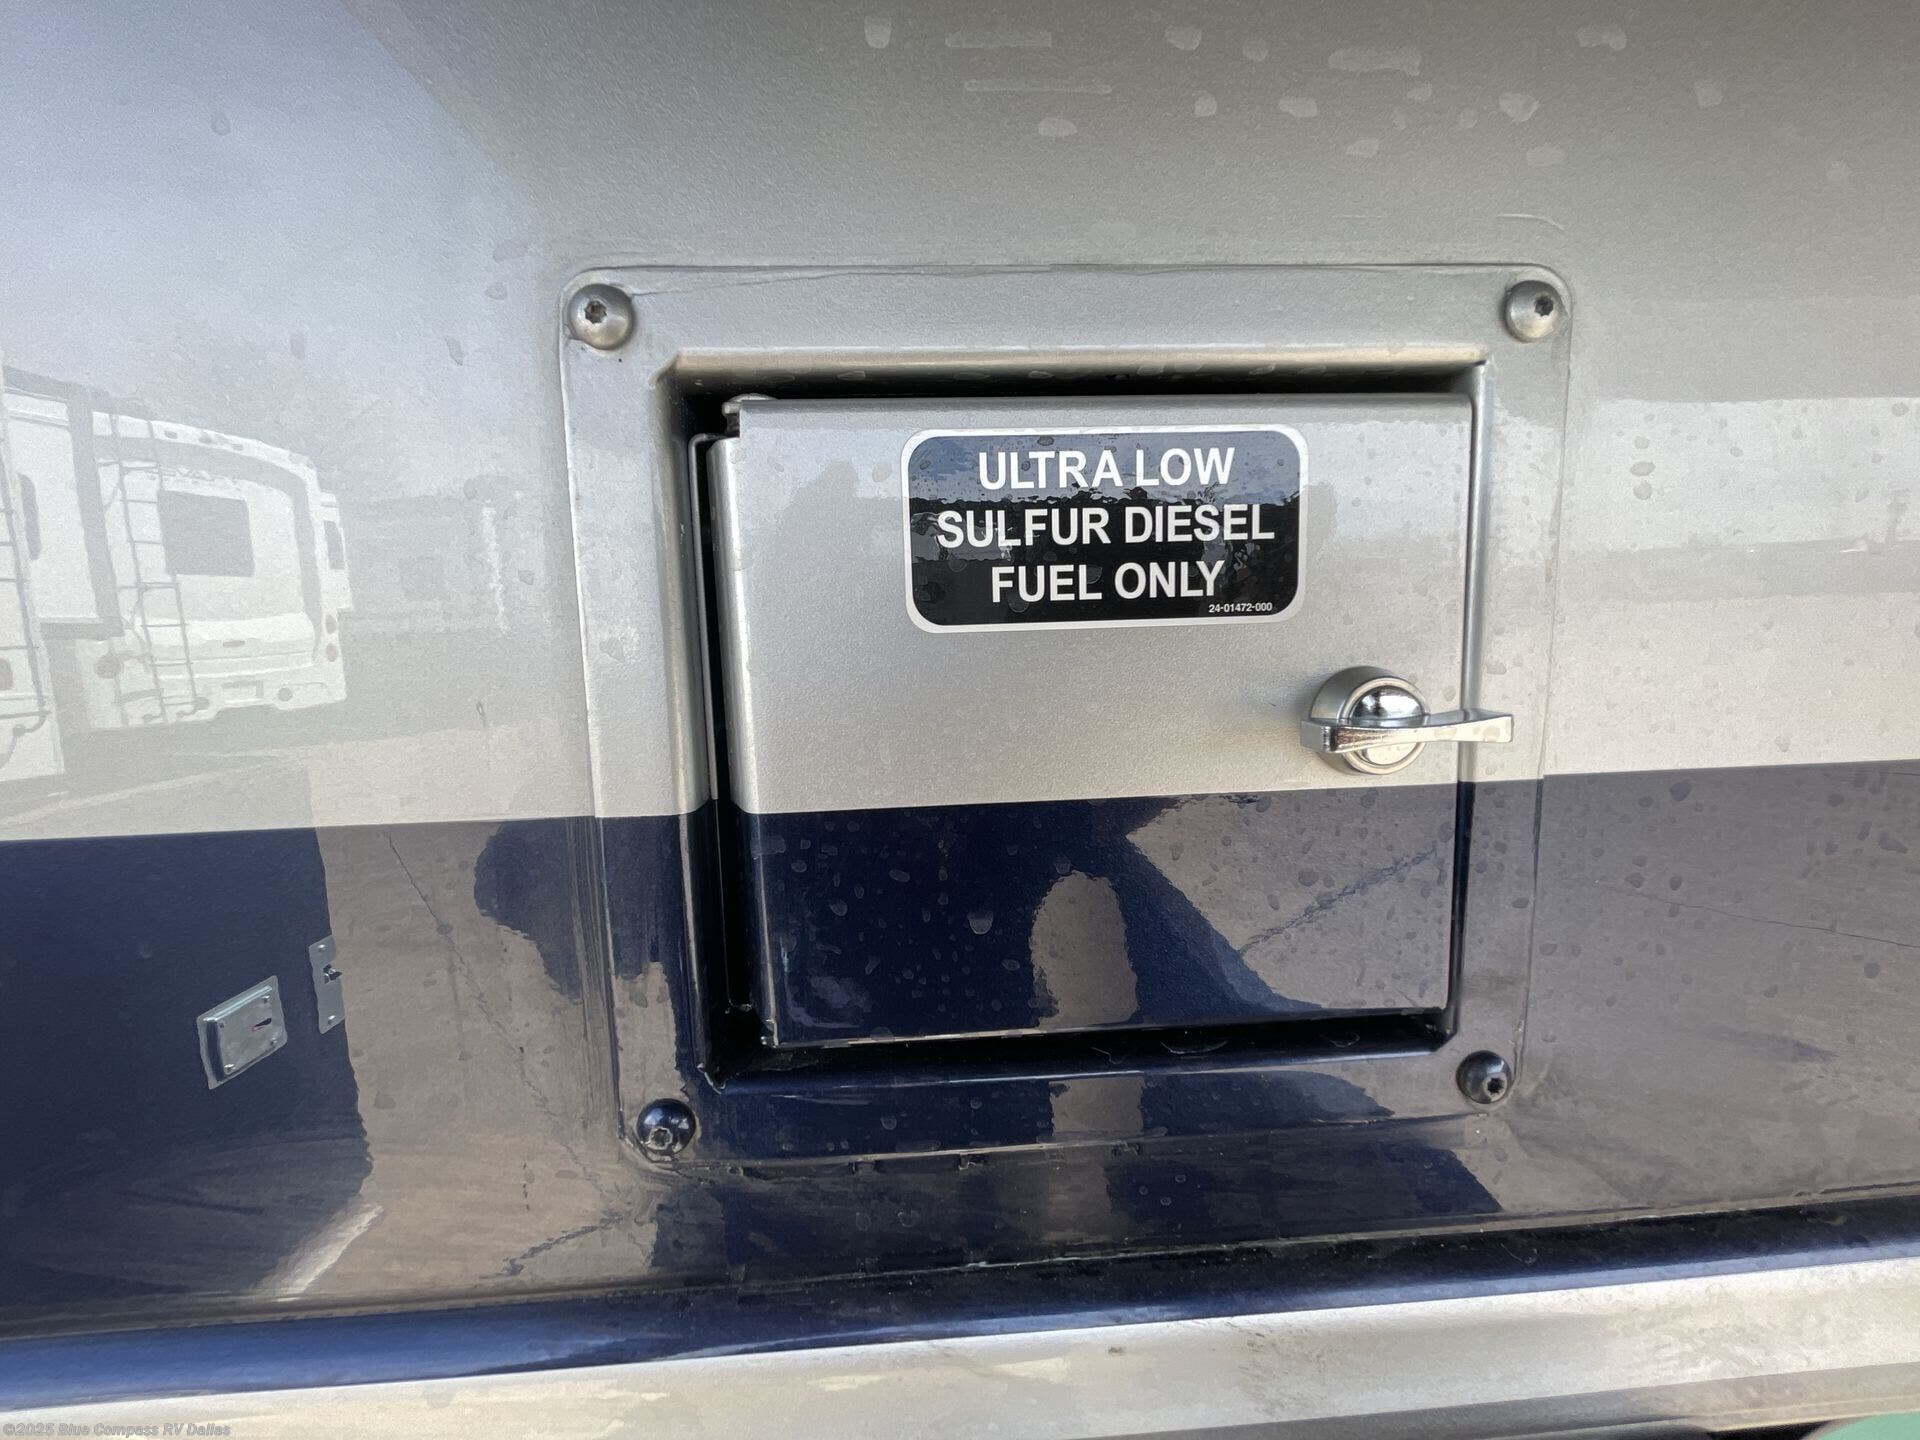 ULTRA LOW
SULFUR DIESEL
FUEL ONLY
24-01472-000
©2025 Blue Compass RV Dallas